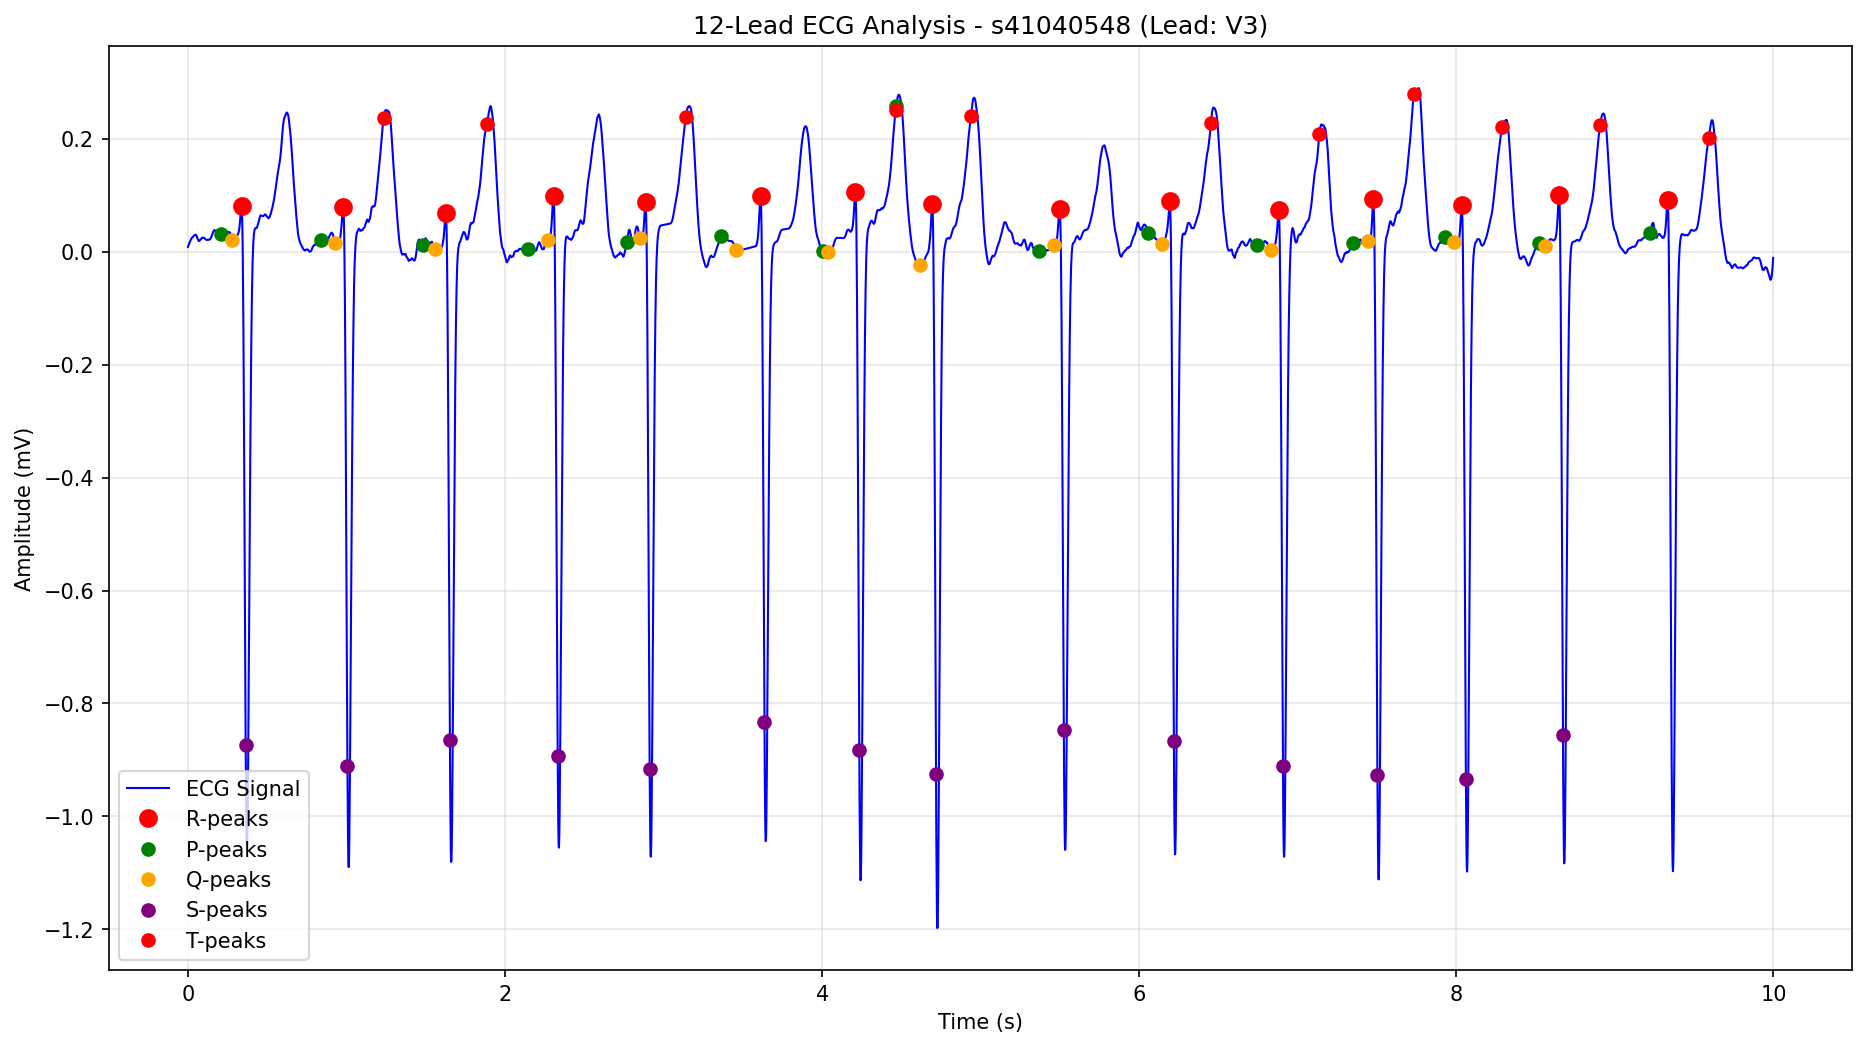 12-Lead ECG Analysis - s41040548 (Lead: V3)
Amplitude (mV)
0.2
0.0
−0.2
−0.4
−0.6
−0.8
−1.0
−1.2
ECG Signal
R-peaks
P-peaks
Q-peaks
S-peaks
T-peaks
0 2 4 6 8 10
Time (s)